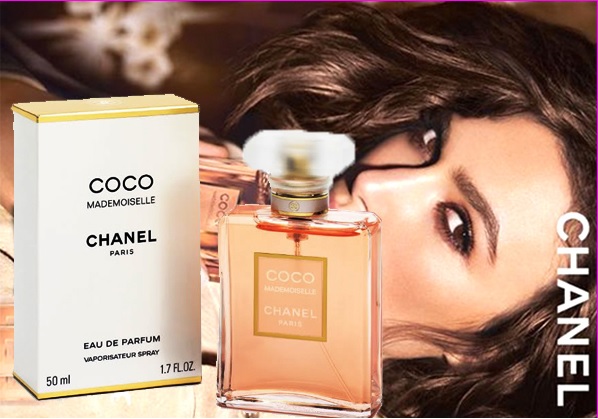 COCO
MADEMOISELLE
CHANEL
PARIS
EAU DE PARFUM
VAPORISATEUR SPRAY
50 ml
1.7 FL.OZ.
COCO
COCO
MADEMOISELLE
CHANEL
PARIS
CHANEL